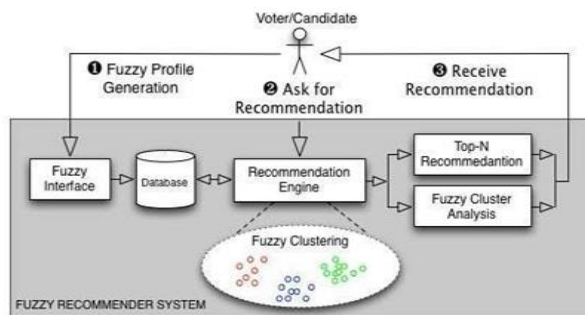 Voter/Candidate
❶ Fuzzy Profile
Generation
❷ Ask for
Recommendation
❸ Receive
Recommendation
Fuzzy
Interface
Database
Recommendation
Engine
Top-N
Recommedantion
Fuzzy Cluster
Analysis
Fuzzy Clustering
FUZZY RECOMMENDER SYSTEM